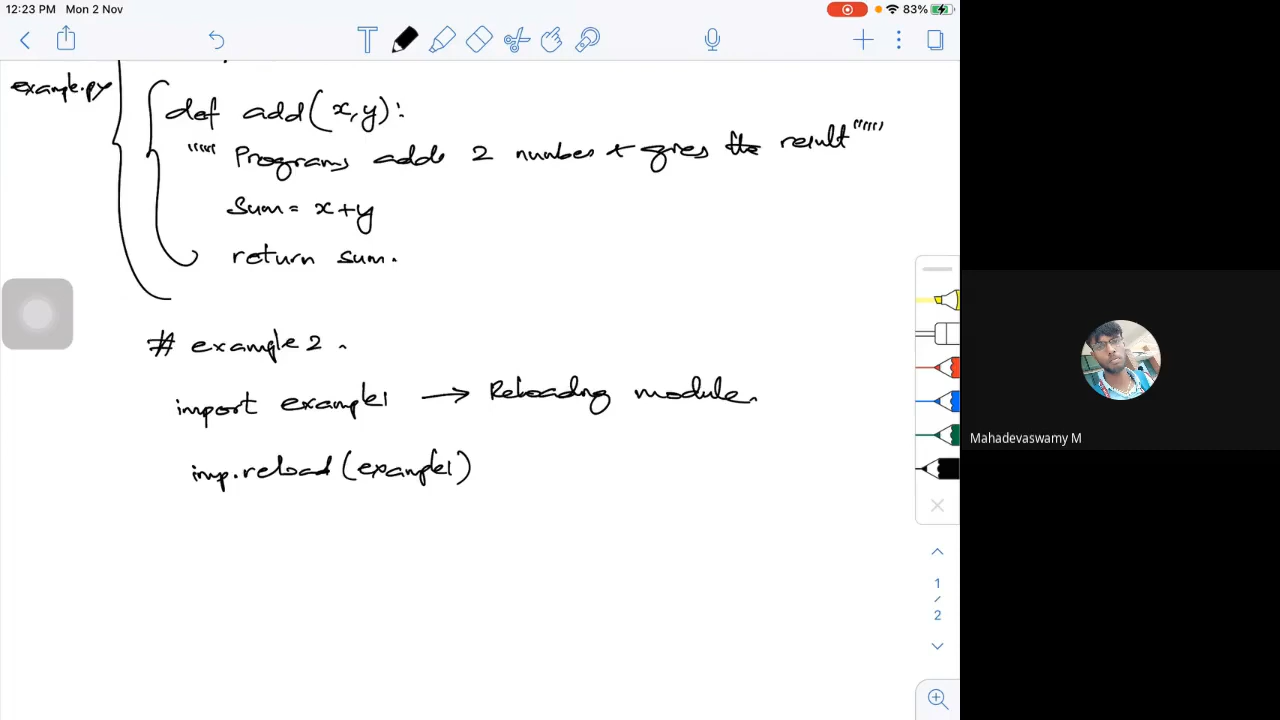 12:23 PM Mon 2 Nov
83%
example.py
def add(x,y):
""" Programs adds 2 number + gives the result"""
Sum = x+y
return sum.
# example 2.
import example1 → Reloading module.
imp.reload(example1)
Mahadevaswamy M
1
/
2